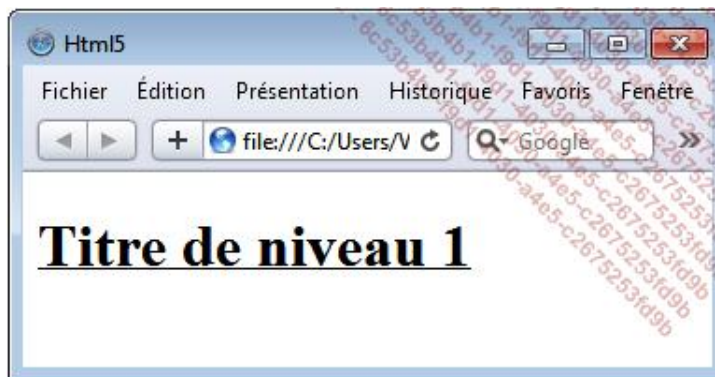 Html5
Fichier Édition Présentation Historique Favoris Fenêtre
file:///C:/Users/V Google
Titre de niveau 1